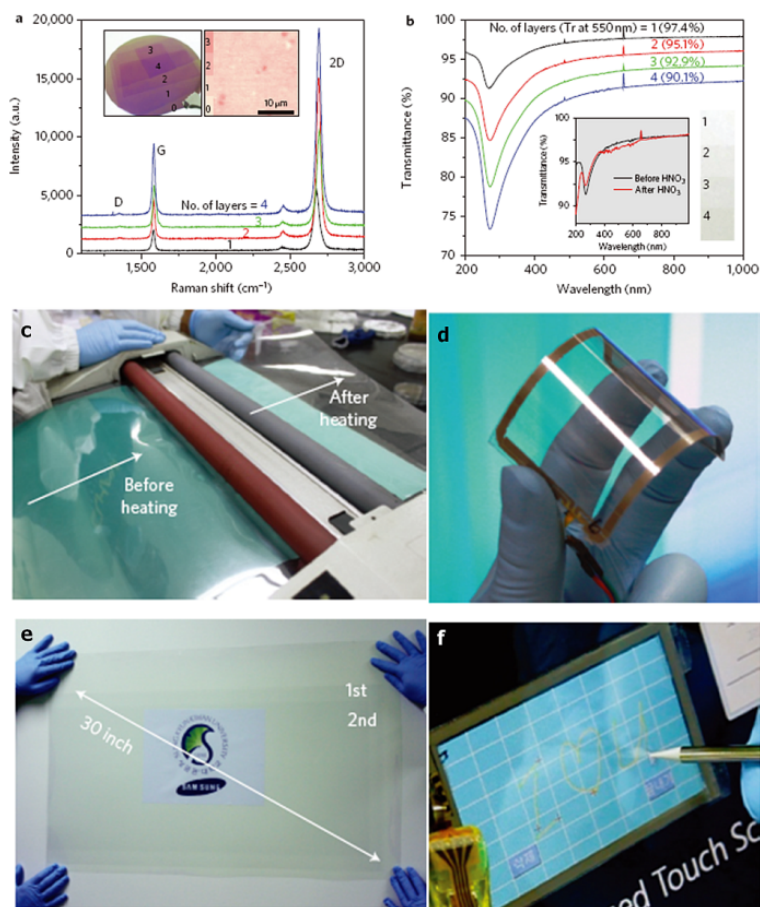 a
20,000
15,000
10,000
5,000
0
Intensity (a.u.)
3
4
2
1
0
3
2
1
0
10 μm
2D
G
D
No. of layers = 4
3
2
1
1,500
2,000
2,500
3,000
Raman shift (cm⁻¹)
b
100
95
90
85
80
75
70
Transmittance
(%)
No. of layers (Tr at 550 nm) = 1 (97.4%)
2 (95.1%)
3 (92.9%)
4 (90.1%)
100
95
90
Transmittance (%)
Before HNO₃
After HNO₃
200
400
600
800
Wavelength (nm)
1
2
3
4
200
400
600
800
1,000
Wavelength (nm)
c
After
heating
Before
heating
d
e
1st
2nd
30 inch
SAMSUNG
f
ed Touch Sc